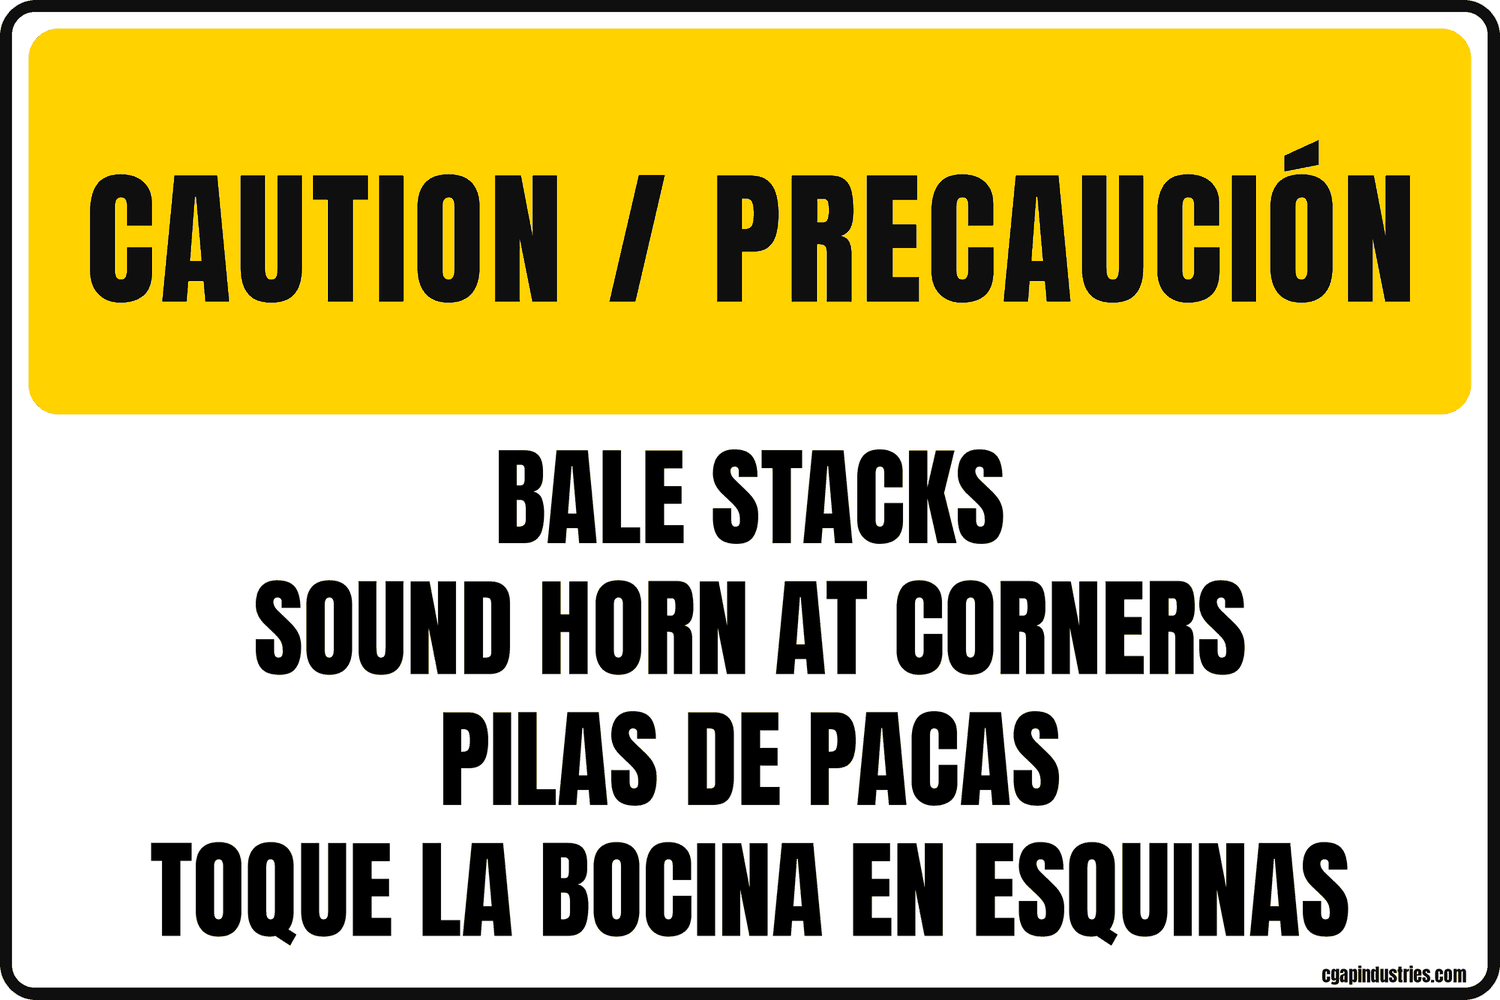 CAUTION / PRECAUCIÓN
BALE STACKS
SOUND HORN AT CORNERS
PILAS DE PACAS
TOQUE LA BOCINA EN ESQUINAS
cgapindustries.com